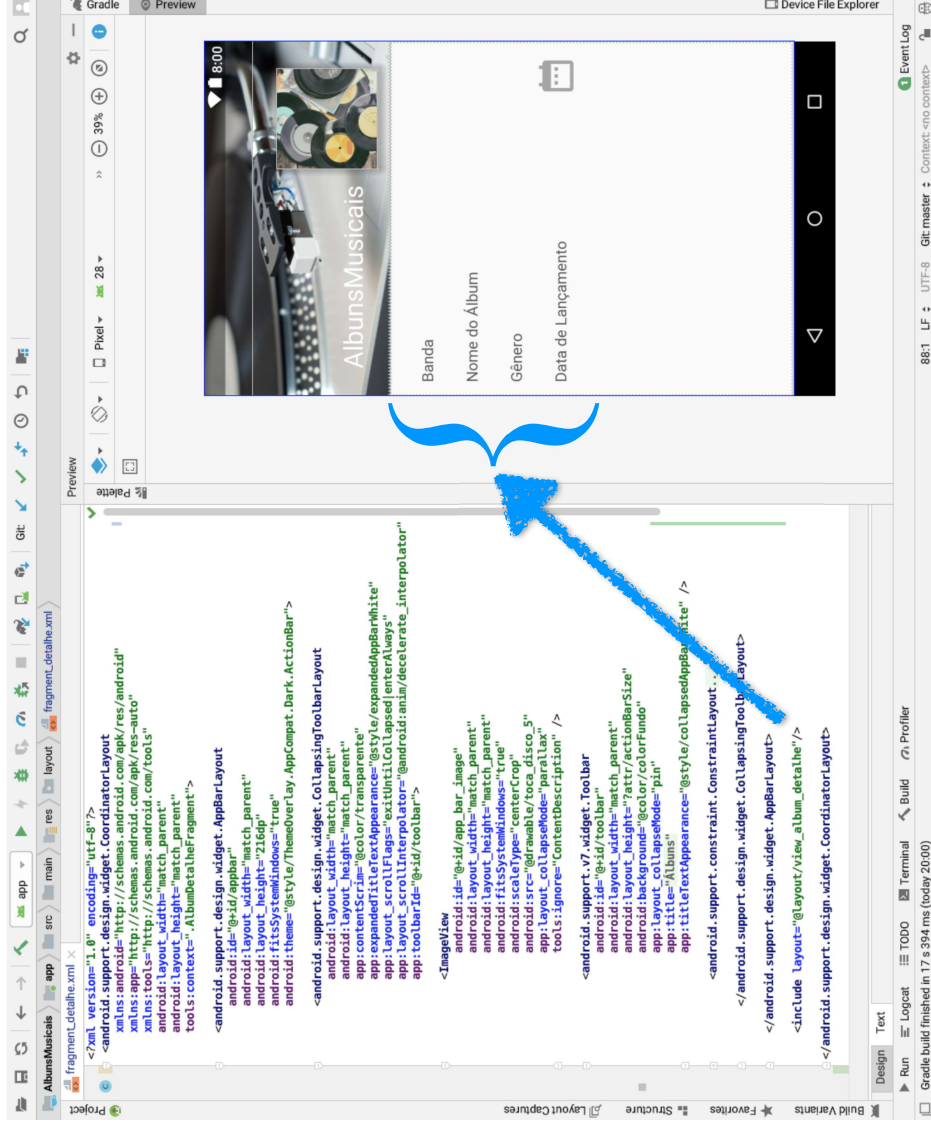 app
Git:
AlbunsMusicais
app
src
main
res
layout
fragment_detalhe.xml
fragment_detalhe.xml
Project
<?xml version="1.0" encoding="utf-8"?>
<android.support.design.widget.CoordinatorLayout
xmlns:android="http://schemas.android.com/apk/res/android"
xmlns:app="http://schemas.android.com/apk/res-auto"
xmlns:tools="http://schemas.android.com/tools"
android:layout_width="match_parent"
android:layout_height="match_parent"
tools:context=".AlbumDetalheFragment">
<android.support.design.widget.AppBarLayout
android:id="@+id/appbar"
android:layout_width="match_parent"
android:layout_height="216dp"
android:fitsSystemWindows="true"
android:theme="@style/ThemeOverlay.AppCompat.Dark.ActionBar">
<android.support.design.widget.CollapsingToolbarLayout
android:layout_width="match_parent"
android:layout_height="match_parent"
app:contentScrim="@color/transparente"
app:expandedTitleTextAppearance="@style/expandedAppBarWhite"
app:layout_scrollFlags="exitUntilCollapsed|enterAlways"
app:layout_scrollInterpolator="@android:anim/decelerate_interpolator"
app:toolbarId="@+id/toolbar">
<ImageView
android:id="@+id/app_bar_image"
android:layout_width="match_parent"
android:layout_height="match_parent"
android:fitsSystemWindows="true"
android:scaleType="centerCrop"
android:src="@drawable/toca_disco_5"
app:layout_collapseMode="parallax"
tools:ignore="ContentDescription" />
<android.support.v7.widget.Toolbar
android:id="@+id/toolbar"
android:layout_width="match_parent"
android:layout_height="?attr/actionBarSize"
android:background="@color/colorFundo"
app:layout_collapseMode="pin"
app:title="Albuns"
app:titleTextAppearance="@style/collapsedAppBarWhite" />
<android.support.constraint.ConstraintLayout...
</android.support.design.widget.CollapsingToolbarLayout>
</android.support.design.widget.AppBarLayout>
<include layout="@layout/view_album_detalhe"/>
</android.support.design.widget.CoordinatorLayout>
Layout Captures
Structure
Favorites
Build Variants
Design
Text
Preview
Palette
Pixel
28
39%
8:00
AlbunsMusicais
Banda
Nome do Álbum
Gênero
Data de Lançamento
Gradle
Preview
Device File Explorer
Run
Logcat
TODO
Terminal
Build
Profiler
1 Event Log
Gradle build finished in 17 s 394 ms (today 20:00)
88:1
LF
UTF-8
Git: master
Context: <no context>